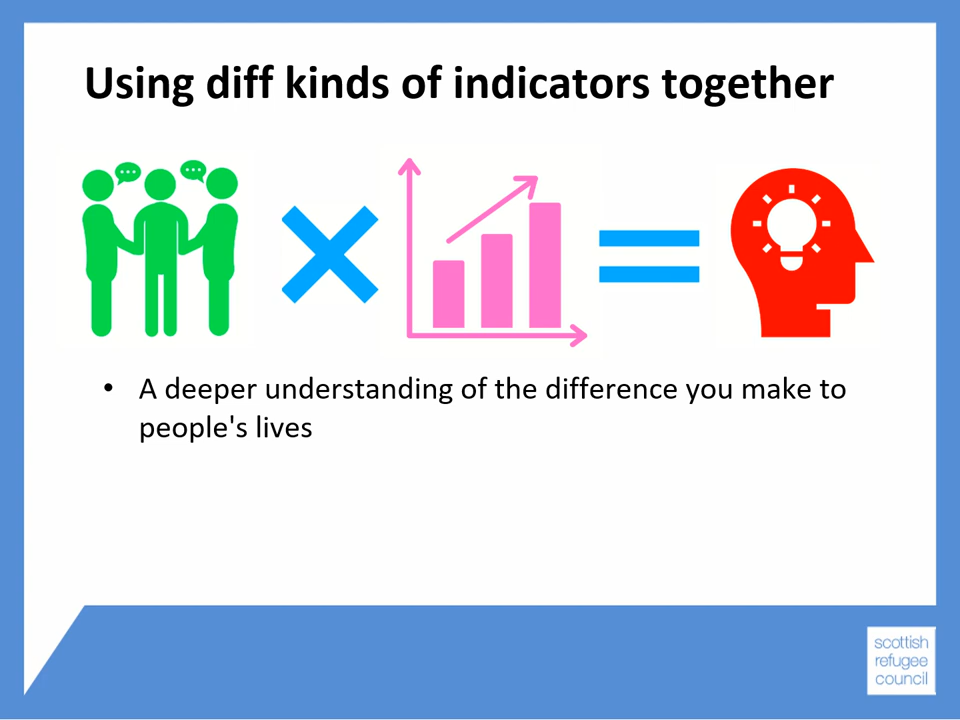 Using diff kinds of indicators together
• A deeper understanding of the difference you make to
people's lives
scottish
refugee
council